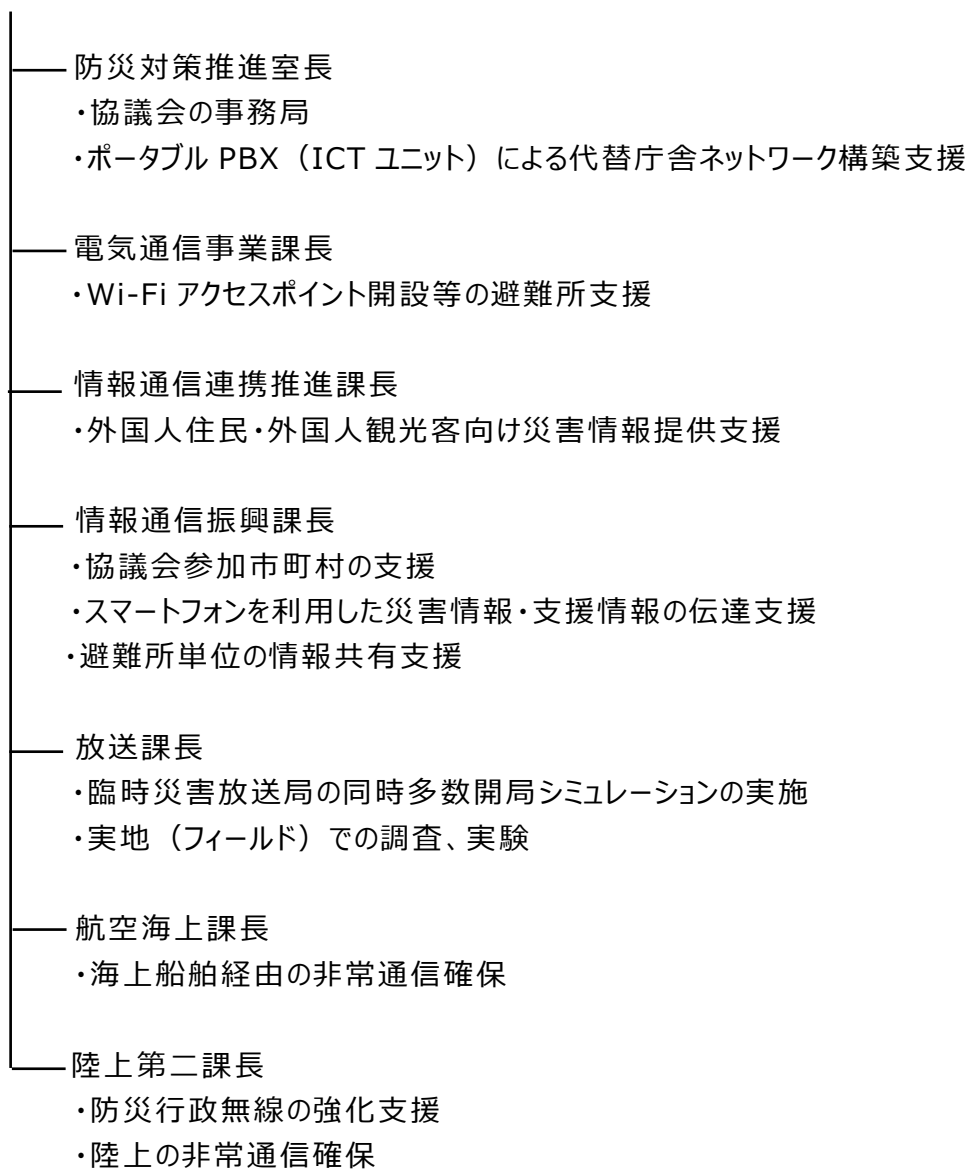 防災対策推進室長
・協議会の事務局
・ポータブル PBX（ICT ユニット）による代替庁舎ネットワーク構築支援
電気通信事業課長
・Wi-Fi アクセスポイント開設等の避難所支援
情報通信連携推進課長
・外国人住民・外国人観光客向け災害情報提供支援
情報通信振興課長
・協議会参加市町村の支援
・スマートフォンを利用した災害情報・支援情報の伝達支援
・避難所単位の情報共有支援
放送課長
・臨時災害放送局の同時多数開局シミュレーションの実施
・実地（フィールド）での調査、実験
航空海上課長
・海上船舶経由の非常通信確保
陸上第二課長
・防災行政無線の強化支援
・陸上の非常通信確保